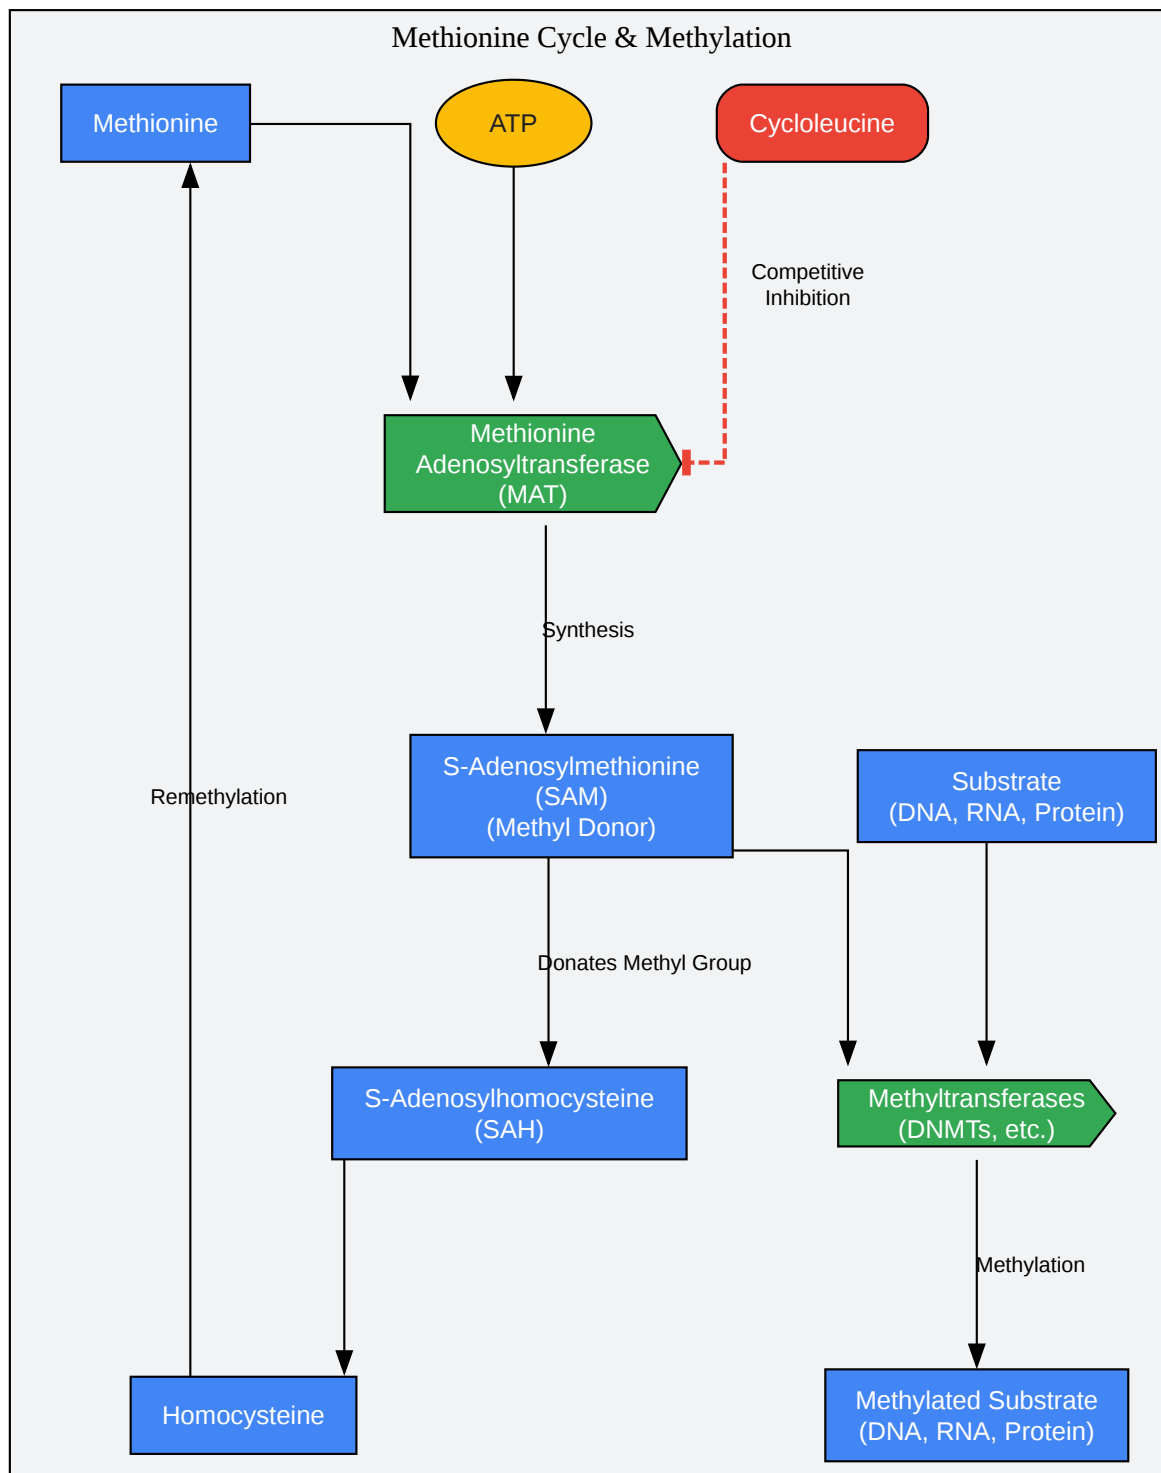 Methionine Cycle & Methylation
Methionine
ATP
Cycloleucine
Competitive
Inhibition
Methionine
Adenosyltransferase
(MAT)
Synthesis
S-Adenosylmethionine
(SAM)
(Methyl Donor)
Substrate
(DNA, RNA, Protein)
Remethylation
Donates Methyl Group
S-Adenosylhomocysteine
(SAH)
Methyltransferases
(DNMTs, etc.)
Methylation
Homocysteine
Methylated Substrate
(DNA, RNA, Protein)